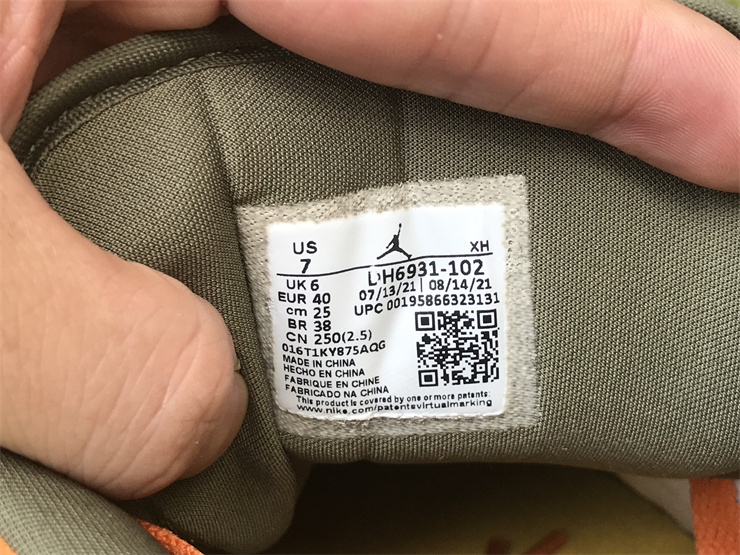 US
7
XH
UK 6
DH6931-102
EUR 40
07/13/21 | 08/14/21
cm 25
UPC 00195866323131
BR 38
CN 250(2.5)
016T1KY875AQG
MADE IN CHINA
HECHO EN CHINA
FABRIQUE EN CHINE
FABRICADO NA CHINA
This product is covered by one or more patents.
www.nike.com/patentsvirtualmarking